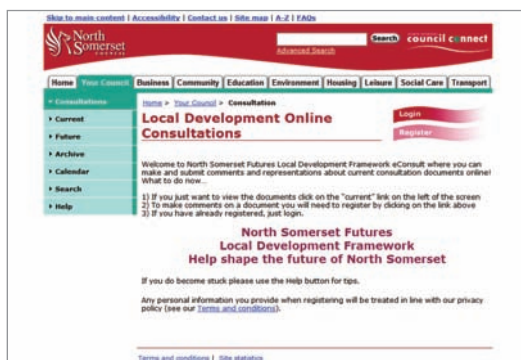 Skip to main content | Accessibility | Contact us | Site map | A-Z | FAQs
North
Somerset
COUNCIL
Search
council connect
Advanced Search
Home
Your Council
Business
Community
Education
Environment
Housing
Leisure
Social Care
Transport
Consultations
Current
Future
Archive
Calendar
Search
Help
Home > Your Council > Consultation
Local Development Online
Consultations
Login
Register
Welcome to North Somerset Futures Local Development Framework eConsult where you can
make and submit comments and representations about current consultation documents online!
What to do now...
1) If you just want to view the documents click on the "current" link on the left of the screen
2) To make comments on a document you will need to register by clicking on the link above
3) If you have already registered, just login.
North Somerset Futures
Local Development Framework
Help shape the future of North Somerset
If you do become stuck please use the Help button for tips.
Any personal information you provide when registering will be treated in line with our privacy
policy (see our Terms and conditions).
Terms and conditions | Site statistics